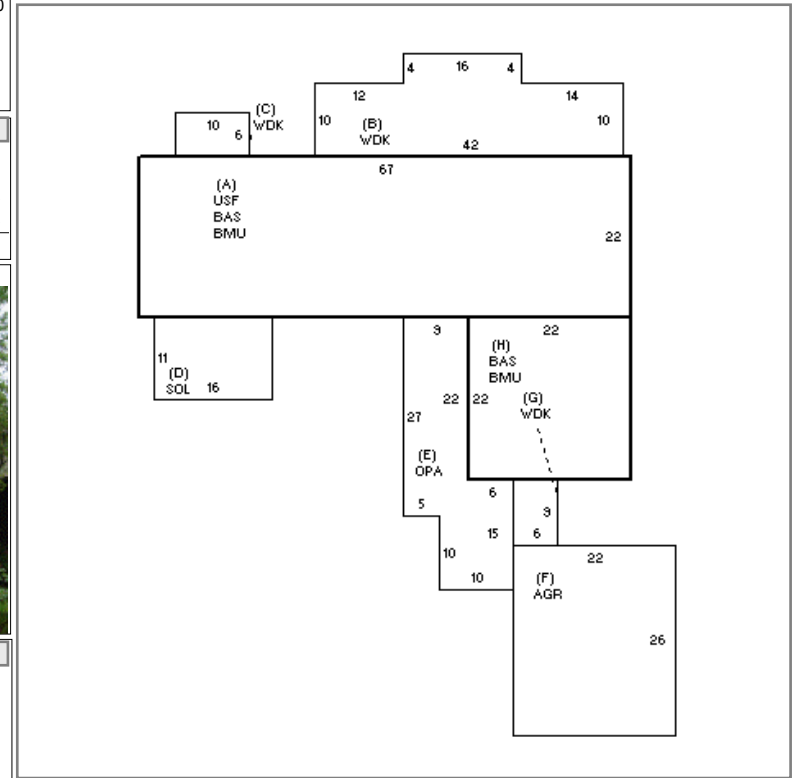 4 16 4
12 14
(C)
10 WDK
6
10 (B) 10
WDK
42
67
(A)
USF
BAS
BMU
22
9 22
11
(D)
SOL 16
(H)
BAS
BMU
22 22
(G)
WDK
27
(E)
OPA
6
5
9
15 6
10
10
22
(F)
AGR
26